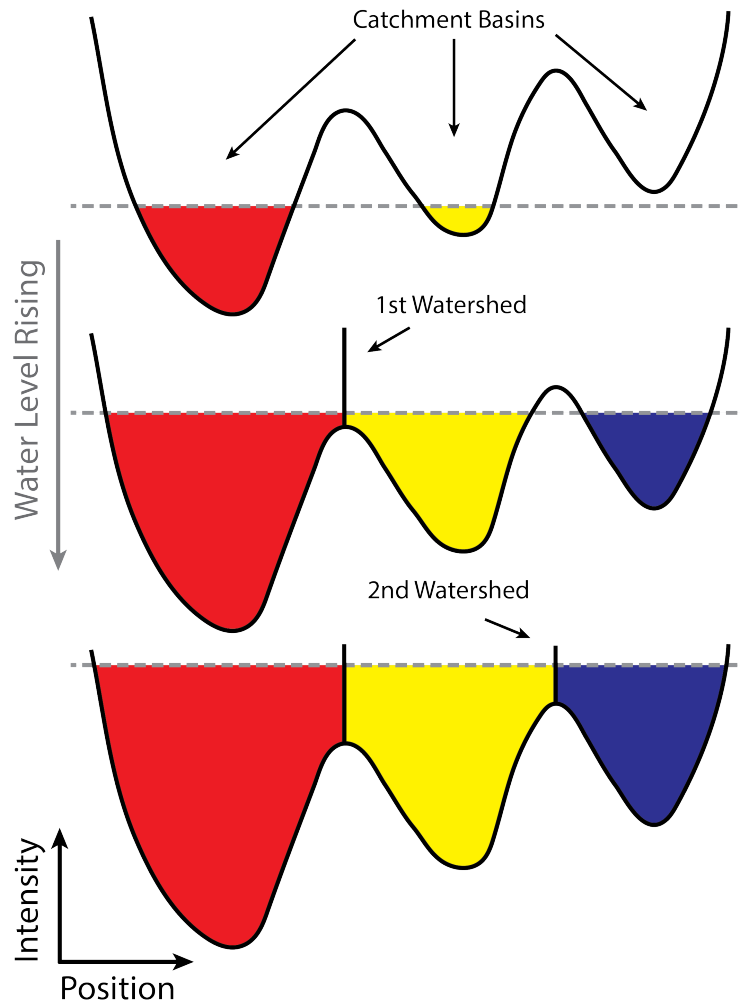 Catchment Basins
Water Level Rising
1st Watershed
2nd Watershed
Intensity
Position